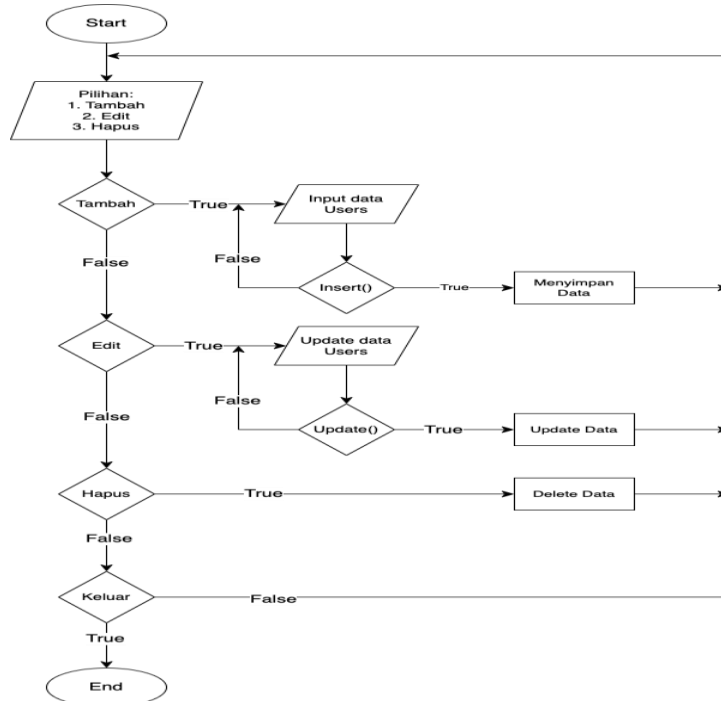 Start
Pilihan:
1. Tambah
2. Edit
3. Hapus
Tambah
True
Input data
Users
False
False
Insert()
True
Menyimpan
Data
Edit
True
Update data
Users
False
False
Update()
True
Update Data
Hapus
True
Delete Data
False
Keluar
False
True
End